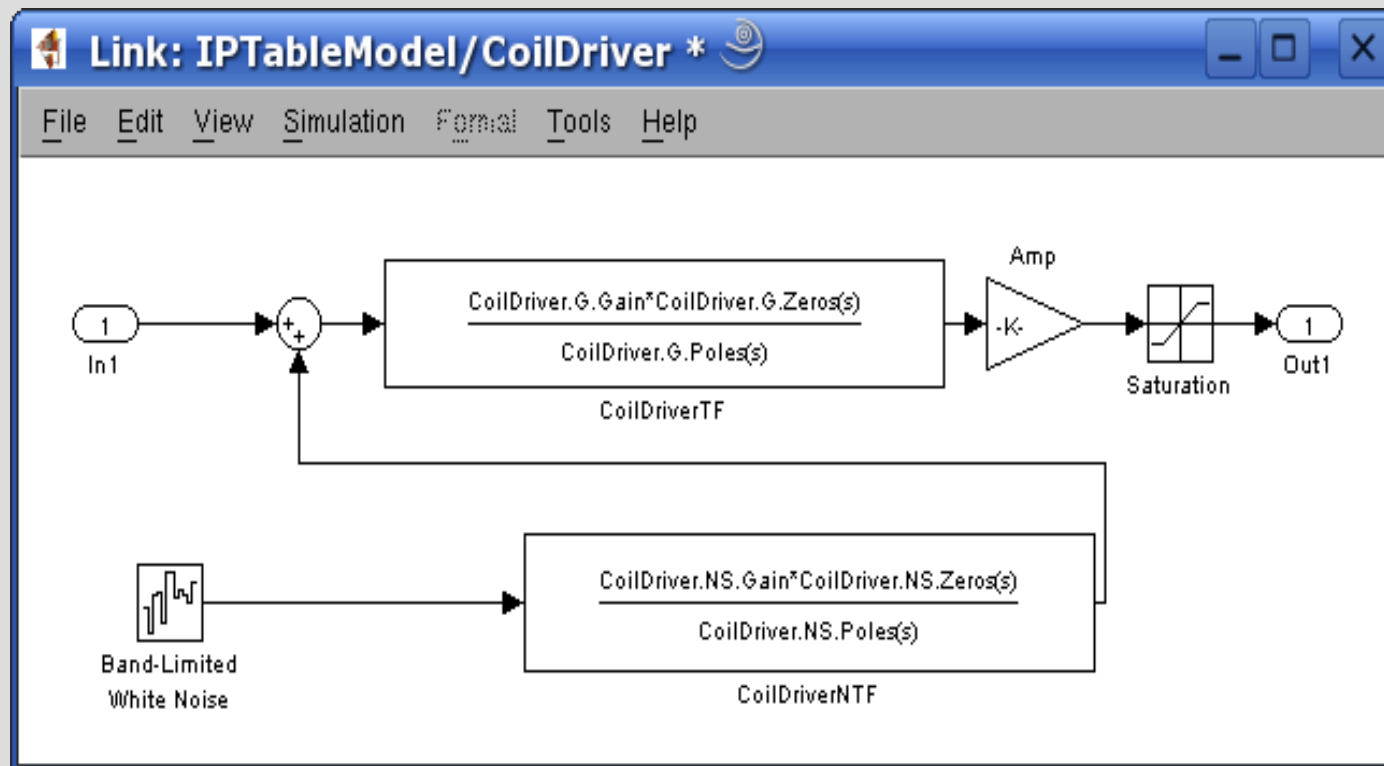 Link: IPTableModel/CoilDriver *
File Edit View Simulation Format Tools Help
Amp
CoilDriver.G.Gain*CoilDriver.G.Zeros(s)
CoilDriver.G.Poles(s)
CoilDriverTF
1
In1
+
+
-K-
Saturation
1
Out1
CoilDriver.NS.Gain*CoilDriver.NS.Zeros(s)
CoilDriver.NS.Poles(s)
CoilDriverNTF
Band-Limited
White Noise